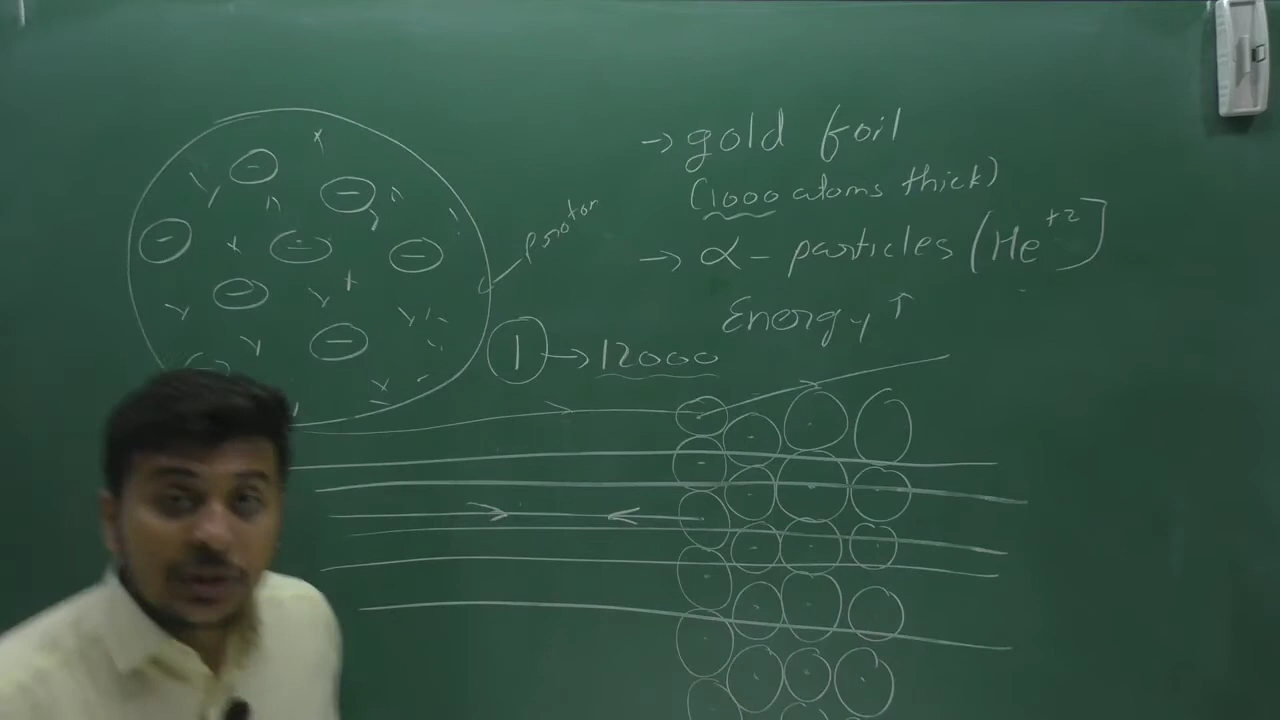 proton
→ gold foil
(1000 atoms thick)
→ α - particles (He+2)
Energy ↑
1 → 12000